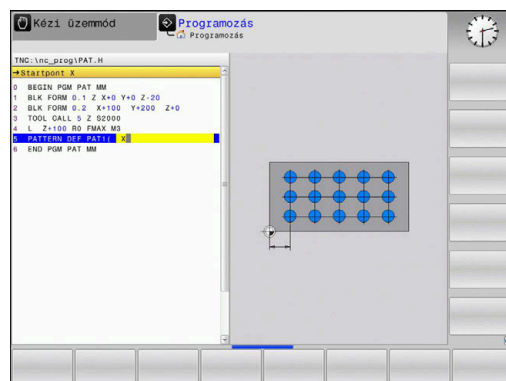 Kézi üzemmód
Programozás
Programozás
TNC:\nc_prog\PAT.H
→Startpont X
0 BEGIN PGM PAT MM
1 BLK FORM 0.1 Z X+0 Y+0 Z-20
2 BLK FORM 0.2 X+100 Y+200 Z+0
3 TOOL CALL 5 Z S2000
4 L Z+100 R0 FMAX M3
5 PATTERN DEF PAT1( X
6 END PGM PAT MM